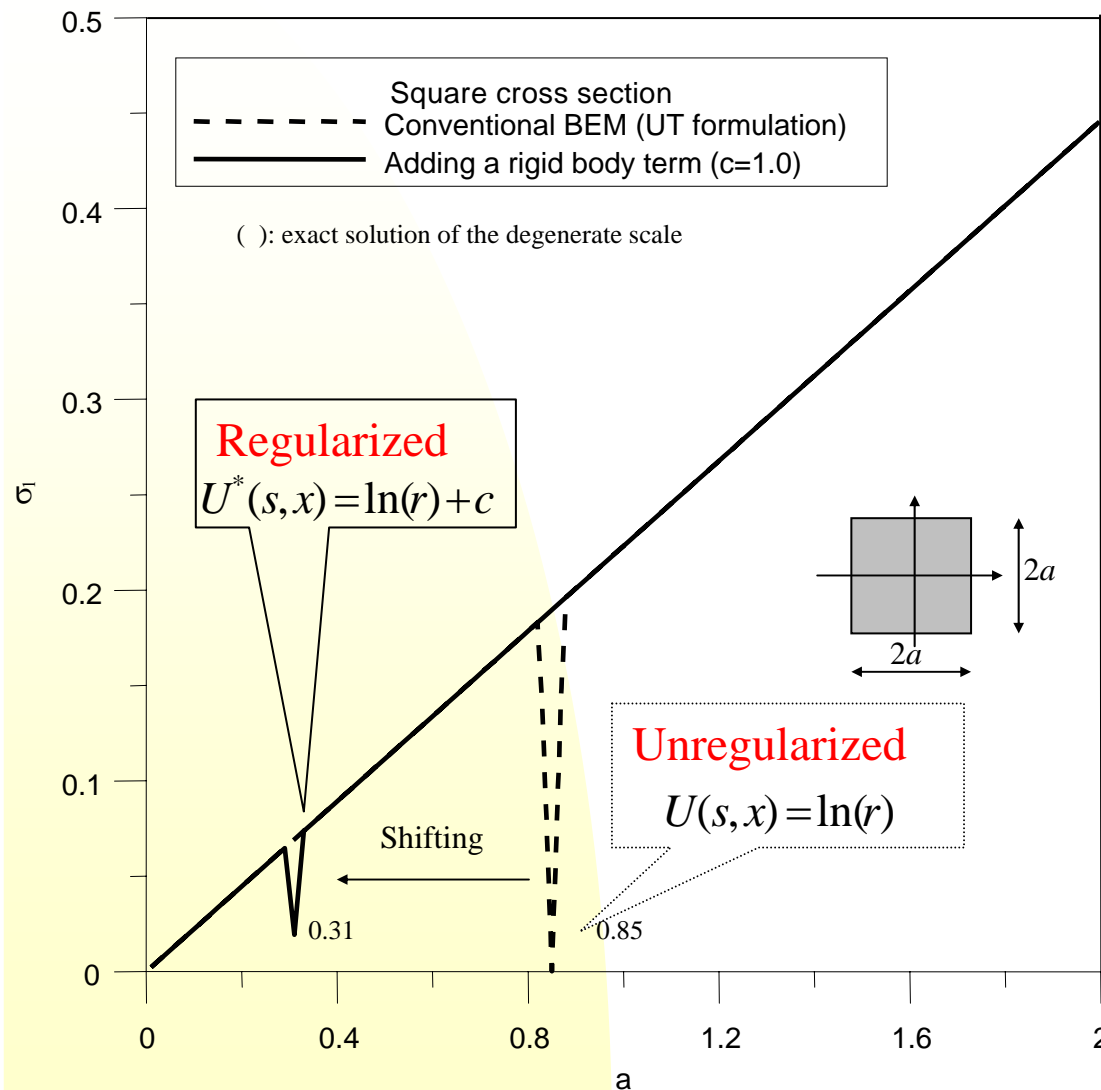 0.5
Square cross section
Conventional BEM (UT formulation)
Adding a rigid body term (c=1.0)
0.4
( ): exact solution of the degenerate scale
0.3
Regularized
U*(s,x)=ln(r)+c
σ1
2a
2a
0.2
Unregularized
U(s,x)=ln(r)
0.1
Shifting
0.31
0.85
0
0
0.4
0.8
1.2
1.6
2
a